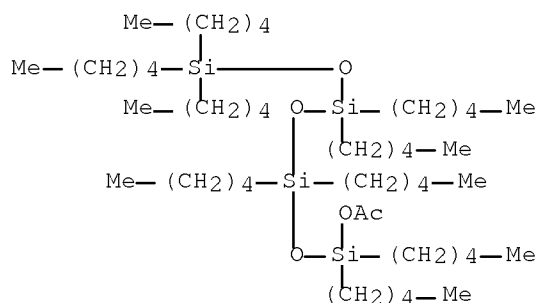 Me—(CH2)4
Me—(CH2)4—Si—O
Me—(CH2)4 O—Si—(CH2)4—Me
(CH2)4—Me
Me—(CH2)4—Si—(CH2)4—Me
OAc
O—Si—(CH2)4—Me
(CH2)4—Me